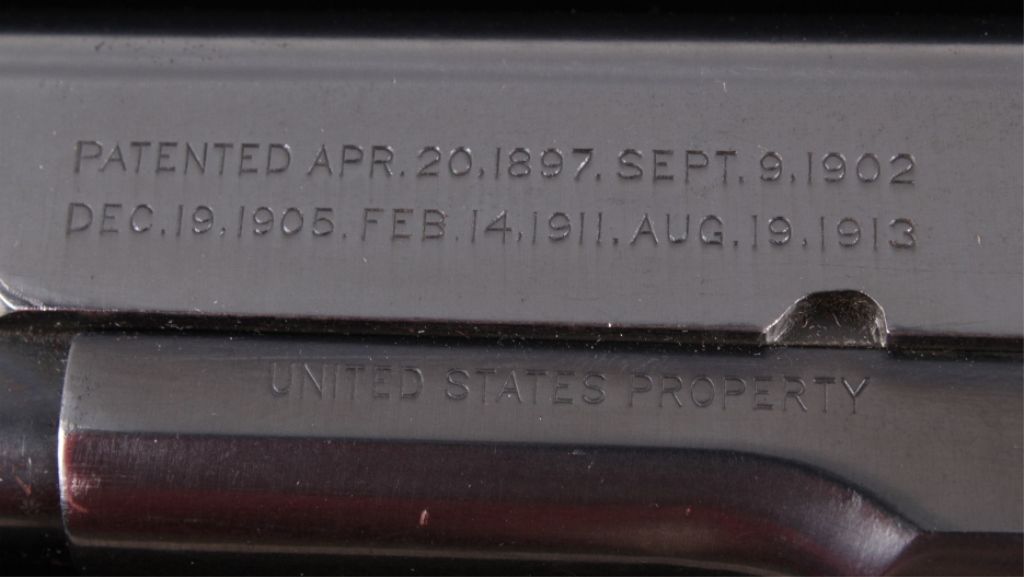 PATENTED APR. 20, 1897. SEPT. 9, 1902
DEC. 19, 1905. FEB. 14, 1911. AUG. 19, 1913
UNITED STATES PROPERTY